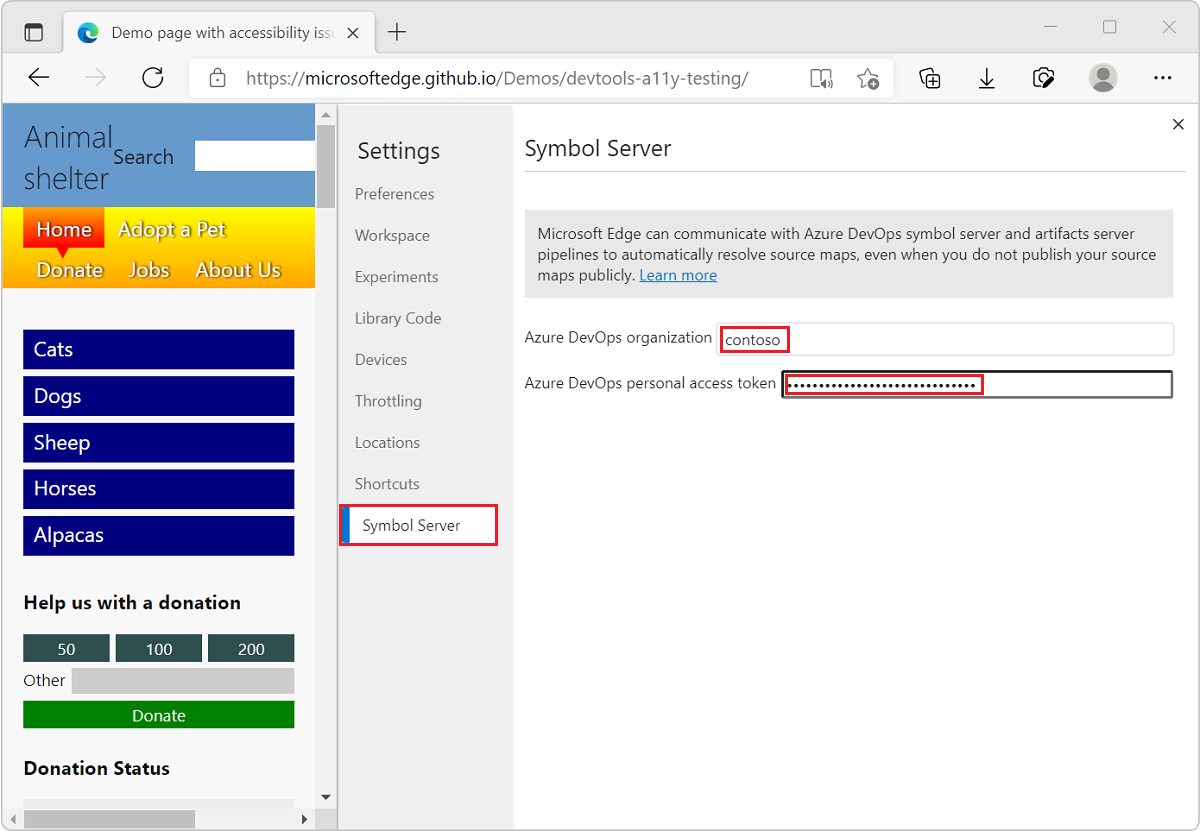 Demo page with accessibility iss
https://microsoftedge.github.io/Demos/devtools-a11y-testing/
Animal
shelter
Search
Home
Adopt a Pet
Donate
Jobs
About Us
Cats
Dogs
Sheep
Horses
Alpacas
Help us with a donation
50
100
200
Other
Donate
Donation Status
Settings
Preferences
Workspace
Experiments
Library Code
Devices
Throttling
Locations
Shortcuts
Symbol Server
Symbol Server
Microsoft Edge can communicate with Azure DevOps symbol server and artifacts server
pipelines to automatically resolve source maps, even when you do not publish your source
maps publicly. Learn more
Azure DevOps organization
contoso
Azure DevOps personal access token